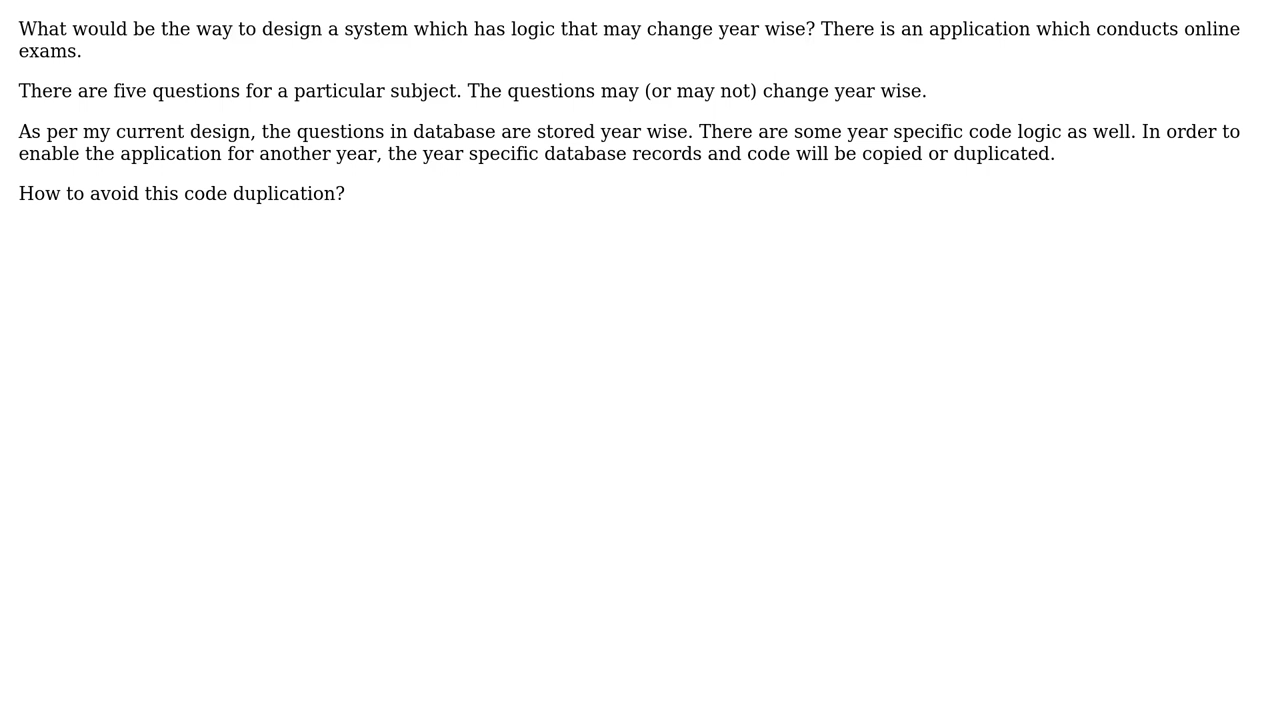 What would be the way to design a system which has logic that may change year wise? There is an application which conducts online
exams.
There are five questions for a particular subject. The questions may (or may not) change year wise.
As per my current design, the questions in database are stored year wise. There are some year specific code logic as well. In order to
enable the application for another year, the year specific database records and code will be copied or duplicated.
How to avoid this code duplication?